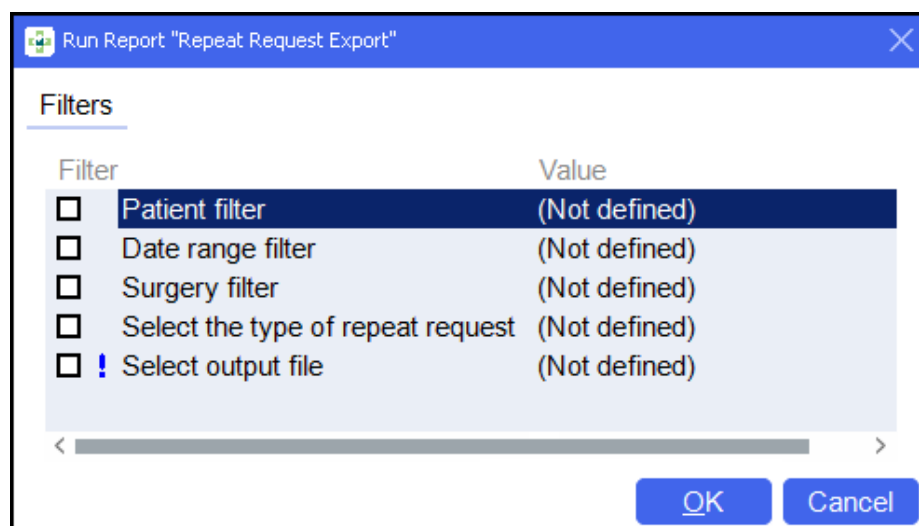 Run Report "Repeat Request Export"
Filters
Filter Value
Patient filter (Not defined)
Date range filter (Not defined)
Surgery filter (Not defined)
Select the type of repeat request (Not defined)
! Select output file (Not defined)
OK Cancel